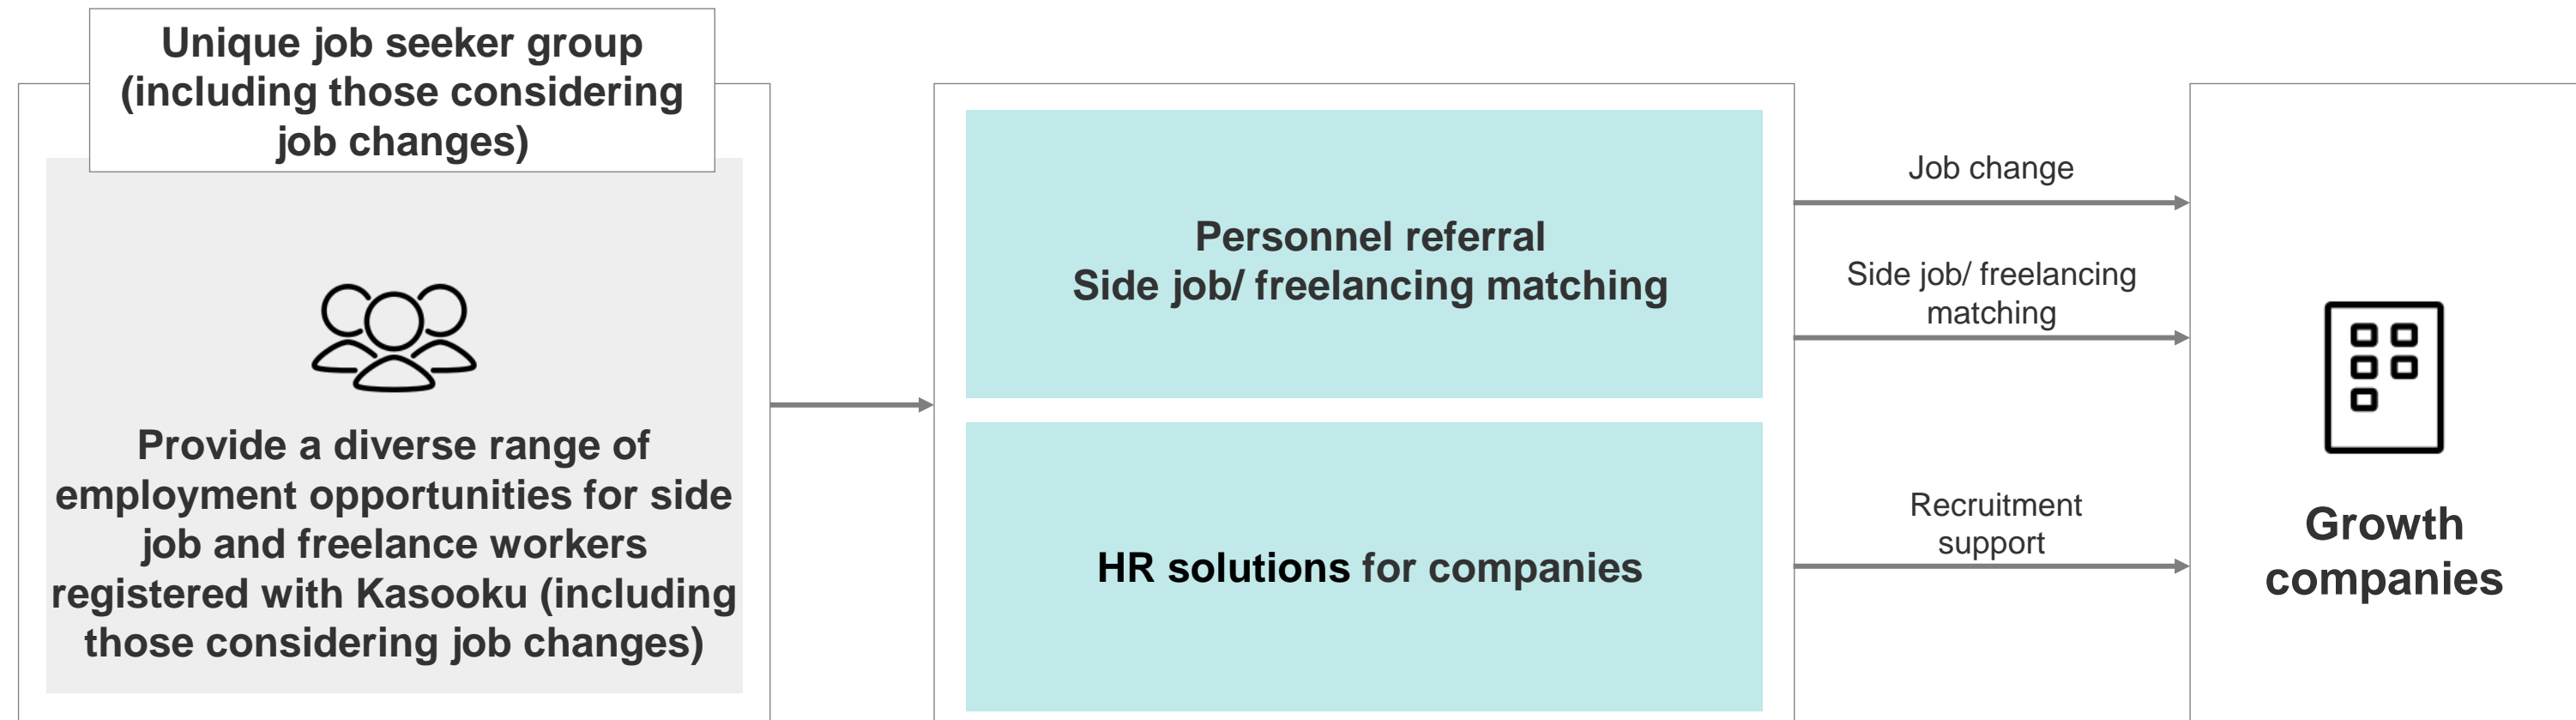 Unique job seeker group
(including those considering
job changes)
Provide a diverse range of
employment opportunities for side
job and freelance workers
registered with Kasooku (including
those considering job changes)
Personnel referral
Side job/ freelancing matching
HR solutions for companies
Job change
Side job/ freelancing
matching
Recruitment
support
Growth
companies